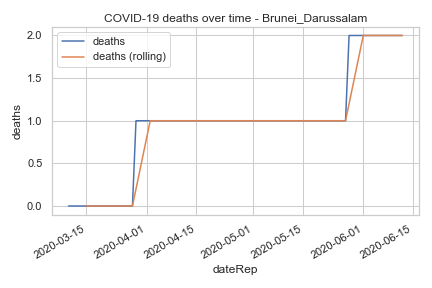 COVID-19 deaths over time - Brunei_Darussalam
deaths
deaths (rolling)
2.0
1.5
1.0
0.5
0.0
deaths
2020-03-15
2020-04-01
2020-04-15
2020-05-01
2020-05-15
2020-06-01
2020-06-15
dateRep